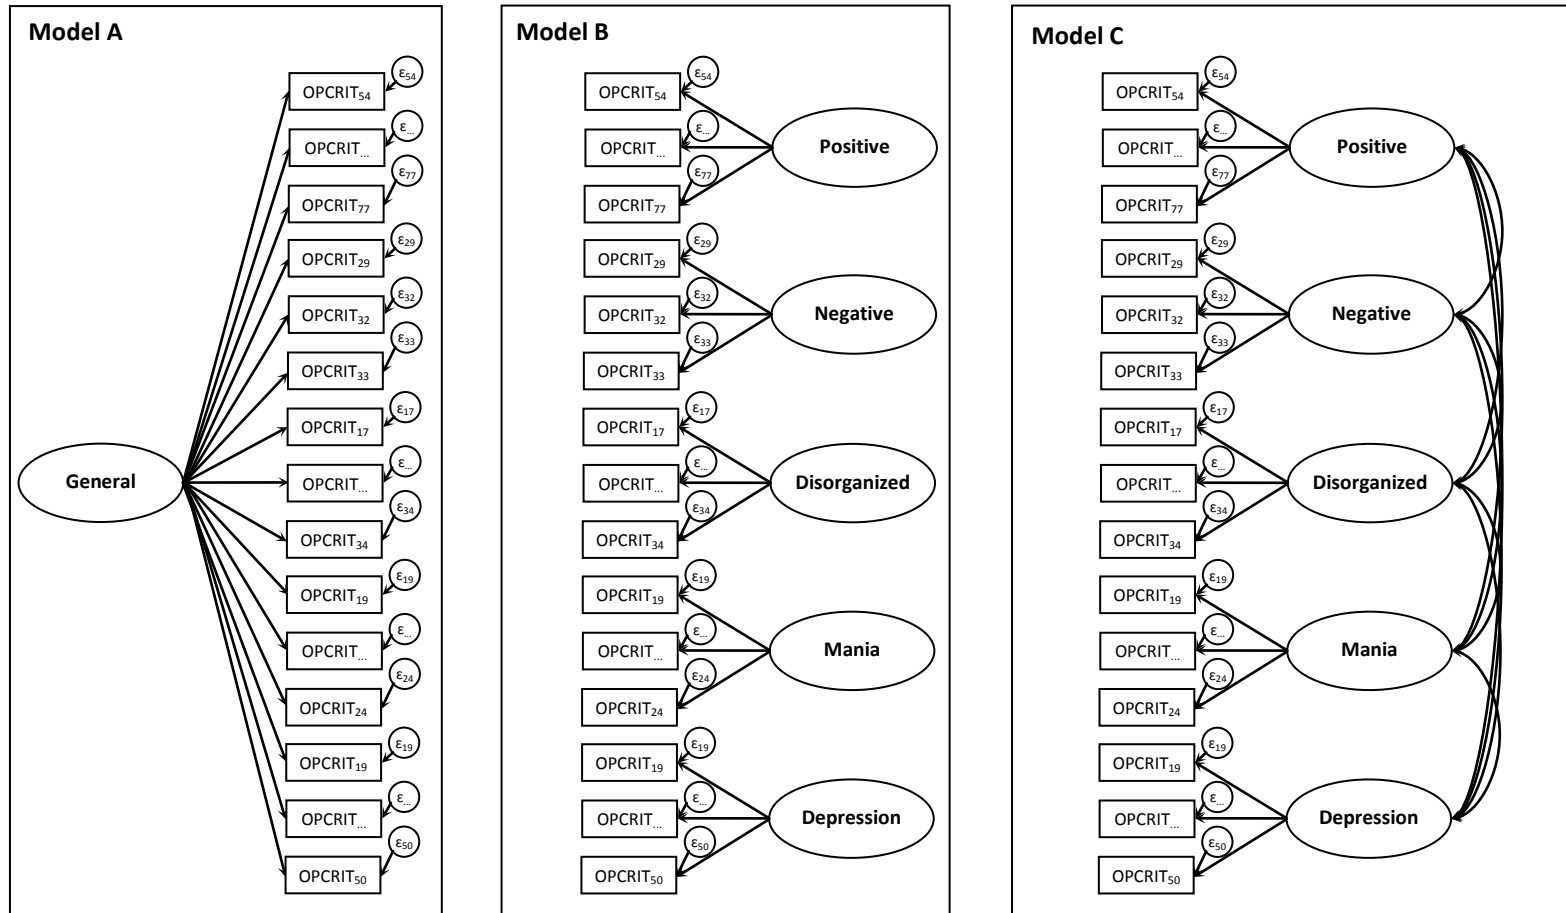 Model A
ε54
OPCRIT54
ε...
OPCRIT...
ε77
OPCRIT77
ε29
OPCRIT29
ε32
OPCRIT32
ε33
OPCRIT33
ε17
OPCRIT17
General
ε...
OPCRIT...
ε34
OPCRIT34
ε19
OPCRIT19
ε...
OPCRIT...
ε24
OPCRIT24
ε19
OPCRIT19
ε...
OPCRIT...
ε50
OPCRIT50
Model B
ε54
OPCRIT54
ε...
OPCRIT...
Positive
ε77
OPCRIT77
ε29
OPCRIT29
ε32
OPCRIT32
Negative
ε33
OPCRIT33
ε17
OPCRIT17
ε...
OPCRIT...
Disorganized
ε34
OPCRIT34
ε19
OPCRIT19
ε...
OPCRIT...
Mania
ε24
OPCRIT24
ε19
OPCRIT19
ε...
OPCRIT...
Depression
ε50
OPCRIT50
Model C
ε54
OPCRIT54
ε...
OPCRIT...
Positive
ε77
OPCRIT77
ε29
OPCRIT29
ε32
OPCRIT32
Negative
ε33
OPCRIT33
ε17
OPCRIT17
ε...
OPCRIT...
Disorganized
ε34
OPCRIT34
ε19
OPCRIT19
ε...
OPCRIT...
Mania
ε24
OPCRIT24
ε19
OPCRIT19
ε...
OPCRIT...
Depression
ε50
OPCRIT50